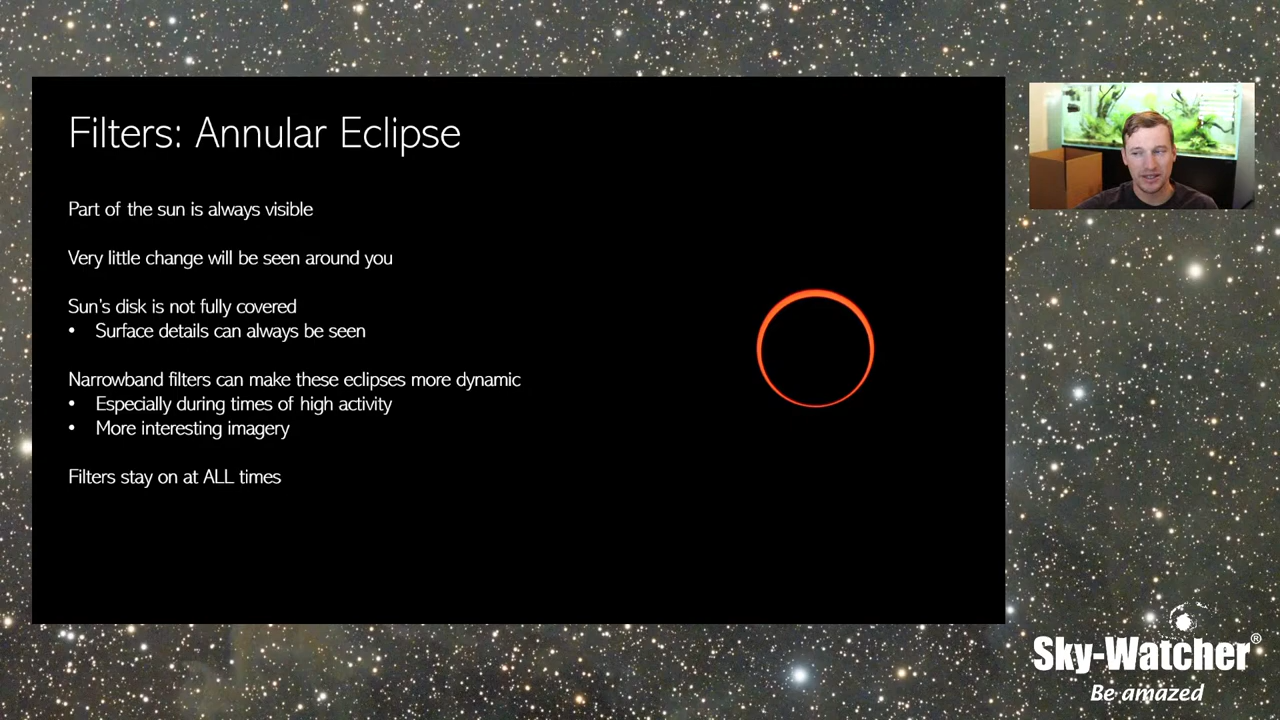 Filters: Annular Eclipse
Part of the sun is always visible
Very little change will be seen around you
Sun's disk is not fully covered
• Surface details can always be seen
Narrowband filters can make these eclipses more dynamic
• Especially during times of high activity
• More interesting imagery
Filters stay on at ALL times
Sky-Watcher®
Be amazed